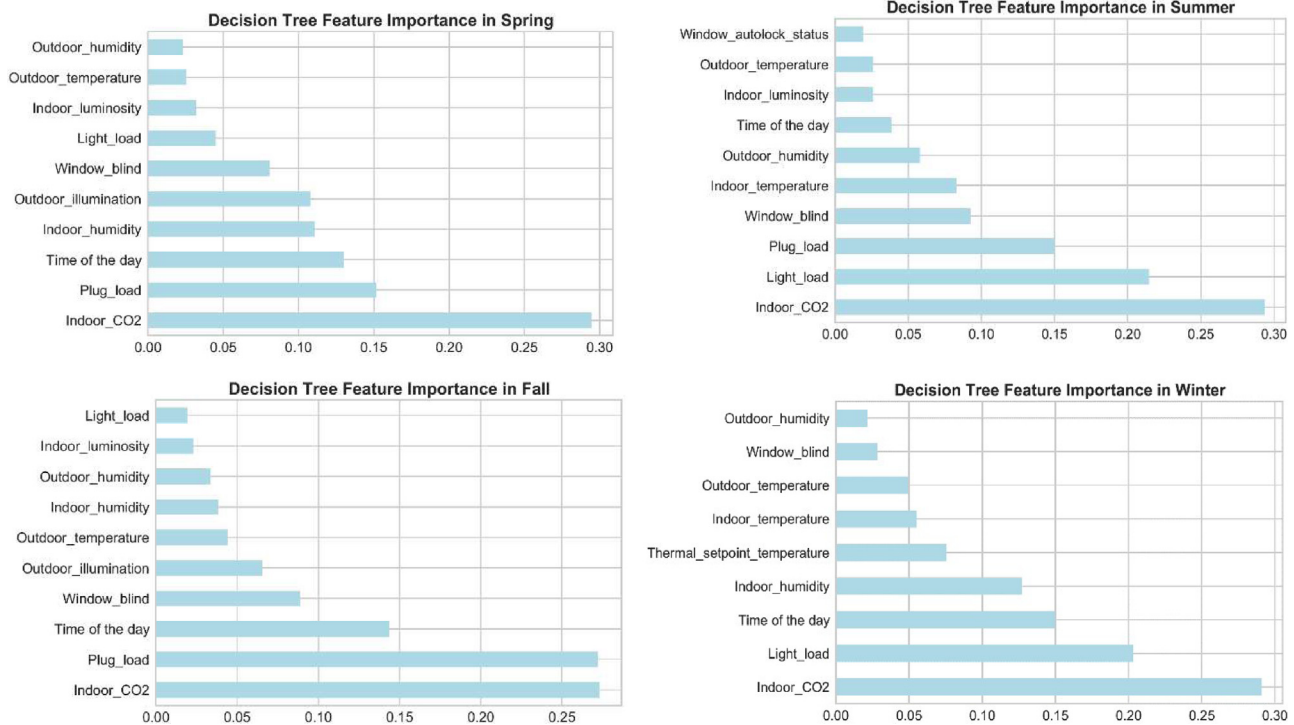 Decision Tree Feature Importance in Spring
Outdoor_humidity
Outdoor_temperature
Indoor_luminosity
Light_load
Window_blind
Outdoor_illumination
Indoor_humidity
Time of the day
Plug_load
Indoor_CO2
0.00 0.05 0.10 0.15 0.20 0.25 0.30
Decision Tree Feature Importance in Summer
Window_autolock_status
Outdoor_temperature
Indoor_luminosity
Time of the day
Outdoor_humidity
Indoor_temperature
Window_blind
Plug_load
Light_load
Indoor_CO2
0.00 0.05 0.10 0.15 0.20 0.25 0.30
Decision Tree Feature Importance in Fall
Light_load
Indoor_luminosity
Outdoor_humidity
Indoor_humidity
Outdoor_temperature
Outdoor_illumination
Window_blind
Time of the day
Plug_load
Indoor_CO2
0.00 0.05 0.10 0.15 0.20 0.25
Decision Tree Feature Importance in Winter
Outdoor_humidity
Window_blind
Outdoor_temperature
Indoor_temperature
Thermal_setpoint_temperature
Indoor_humidity
Time of the day
Light_load
Indoor_CO2
0.00 0.05 0.10 0.15 0.20 0.25 0.30